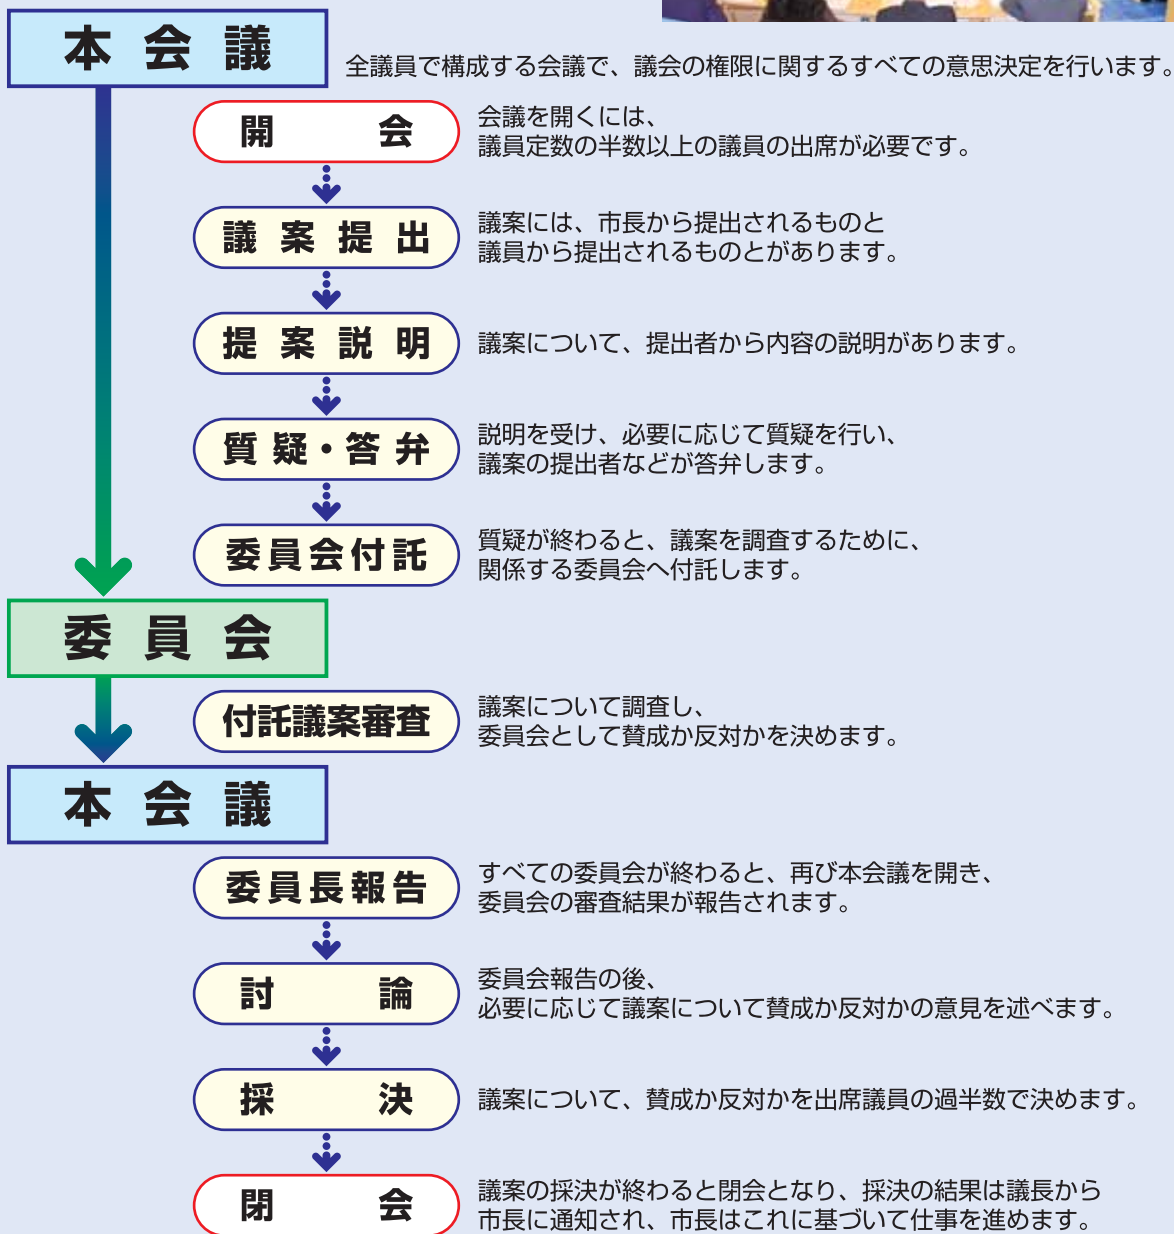 本会議
全議員で構成する会議で、議会の権限に関するすべての意思決定を行います。
開会
会議を開くには、
議員定数の半数以上の議員の出席が必要です。
議案提出
議案には、市長から提出されるものと
議員から提出されるものとがあります。
提案説明
議案について、提出者から内容の説明があります。
質疑・答弁
説明を受け、必要に応じて質疑を行い、
議案の提出者などが答弁します。
委員会付託
質疑が終わると、議案を調査するために、
関係する委員会へ付託します。
委員会
付託議案審査
議案について調査し、
委員会として賛成か反対かを決めます。
本会議
委員長報告
すべての委員会が終わると、再び本会議を開き、
委員会の審査結果が報告されます。
討論
委員会報告の後、
必要に応じて議案について賛成か反対かの意見を述べます。
採決
議案について、賛成か反対かを出席議員の過半数で決めます。
閉会
議案の採決が終わると閉会となり、採決の結果は議長から
市長に通知され、市長はこれに基づいて仕事を進めます。